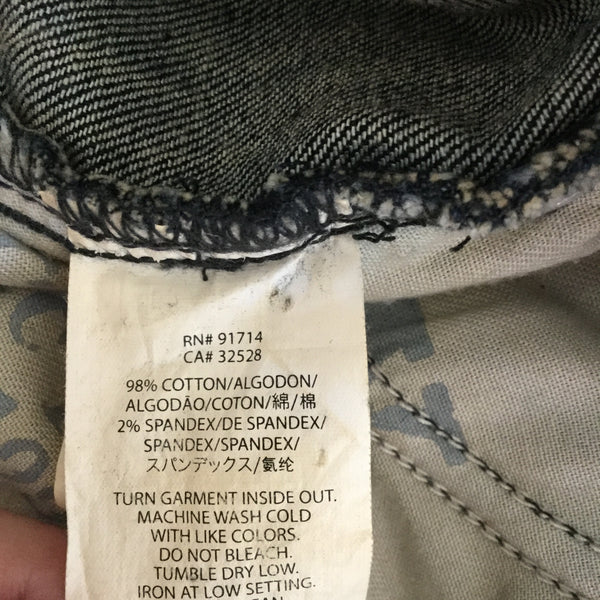 RN# 91714
CA# 32528
98% COTTON/ALGODON/
ALGODÃO/COTON/綿/棉
2% SPANDEX/DE SPANDEX/
SPANDEX/SPANDEX/
スパンデックス/氨纶
TURN GARMENT INSIDE OUT.
MACHINE WASH COLD
WITH LIKE COLORS.
DO NOT BLEACH.
TUMBLE DRY LOW.
IRON AT LOW SETTING.